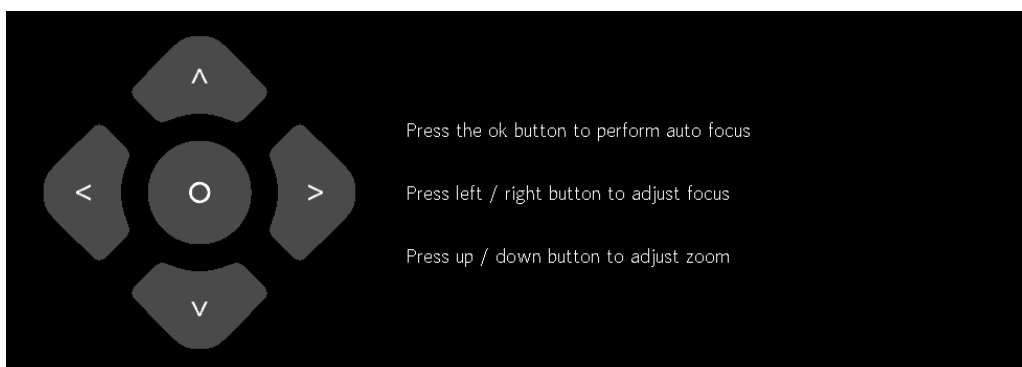 ^
Press the ok button to perform auto focus
< O >
Press left / right button to adjust focus
Press up / down button to adjust zoom
v